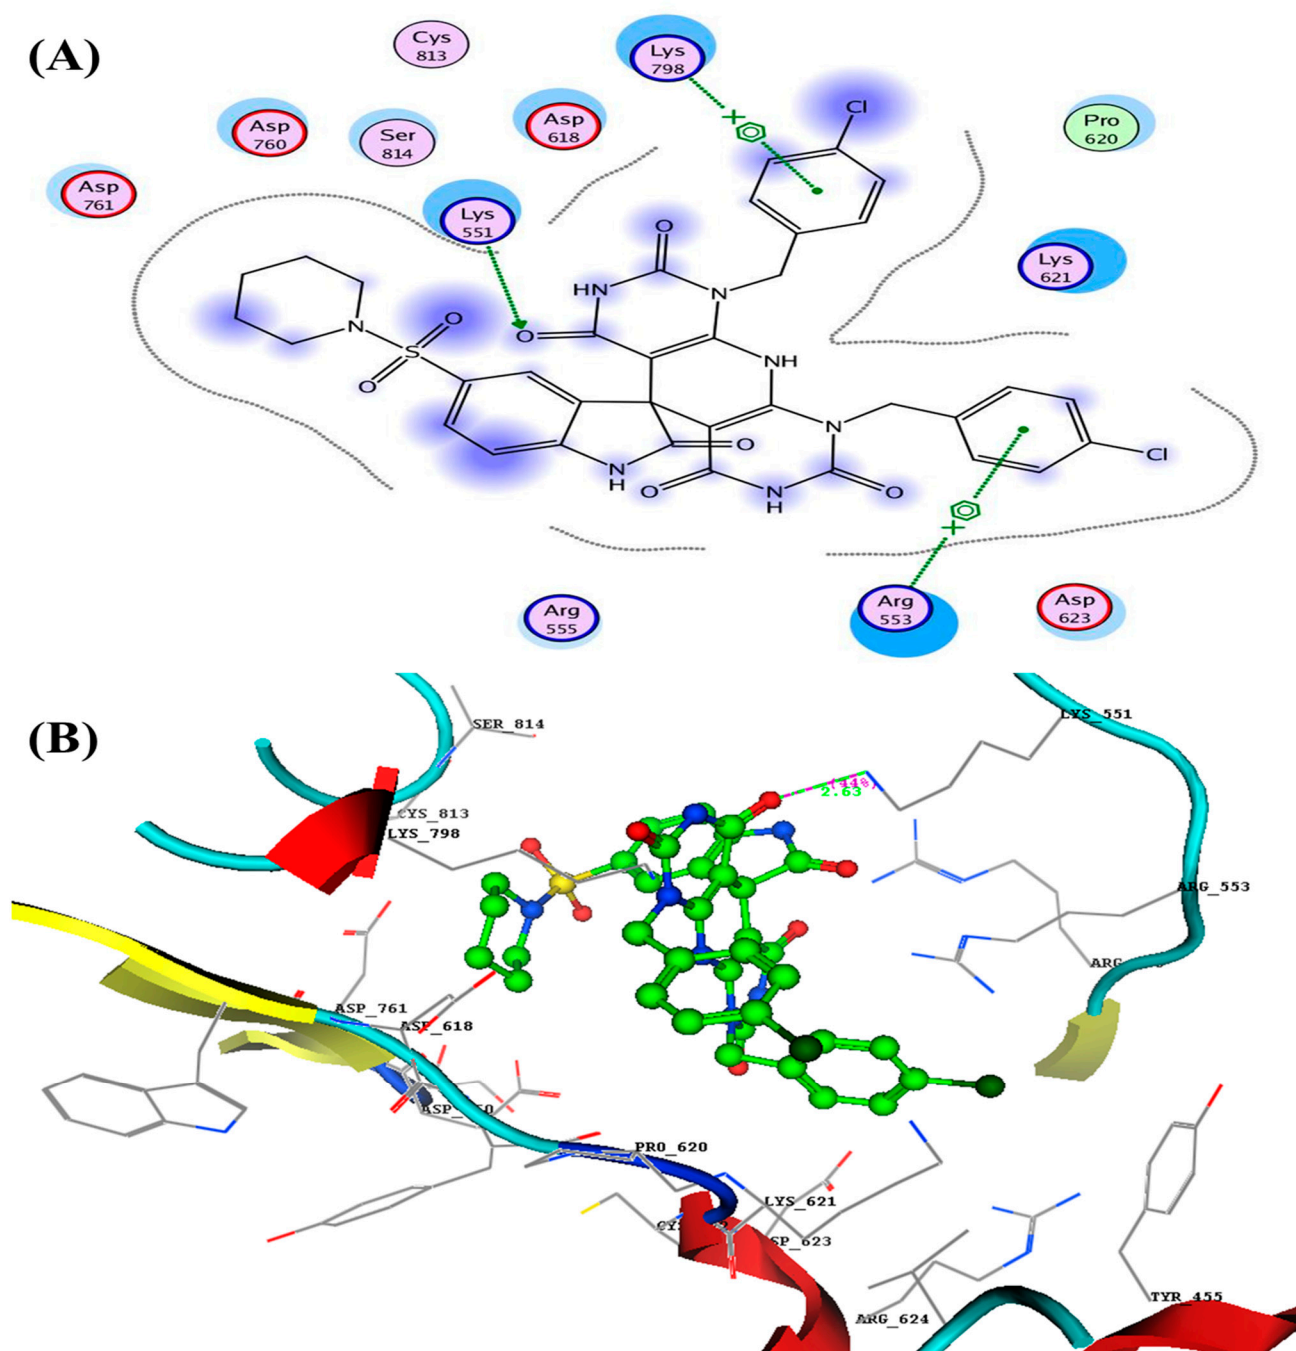 (A)
Cys
813
Lys
798
Cl
Asp
760
Ser
814
Asp
618
Pro
620
Asp
761
Lys
551
O
Lys
621
HN
N
O
N
S
O
O
O
NH
N
N
H
O
O
N
H
O
Cl
Arg
555
Arg
553
Asp
623
(B)
SER_814
LYS_551
2.63
CYS_813
LYS_798
ARG_553
ASP_761
ASP_618
PRO_620
LYS_621
SP_623
ARG_624
TYR_455